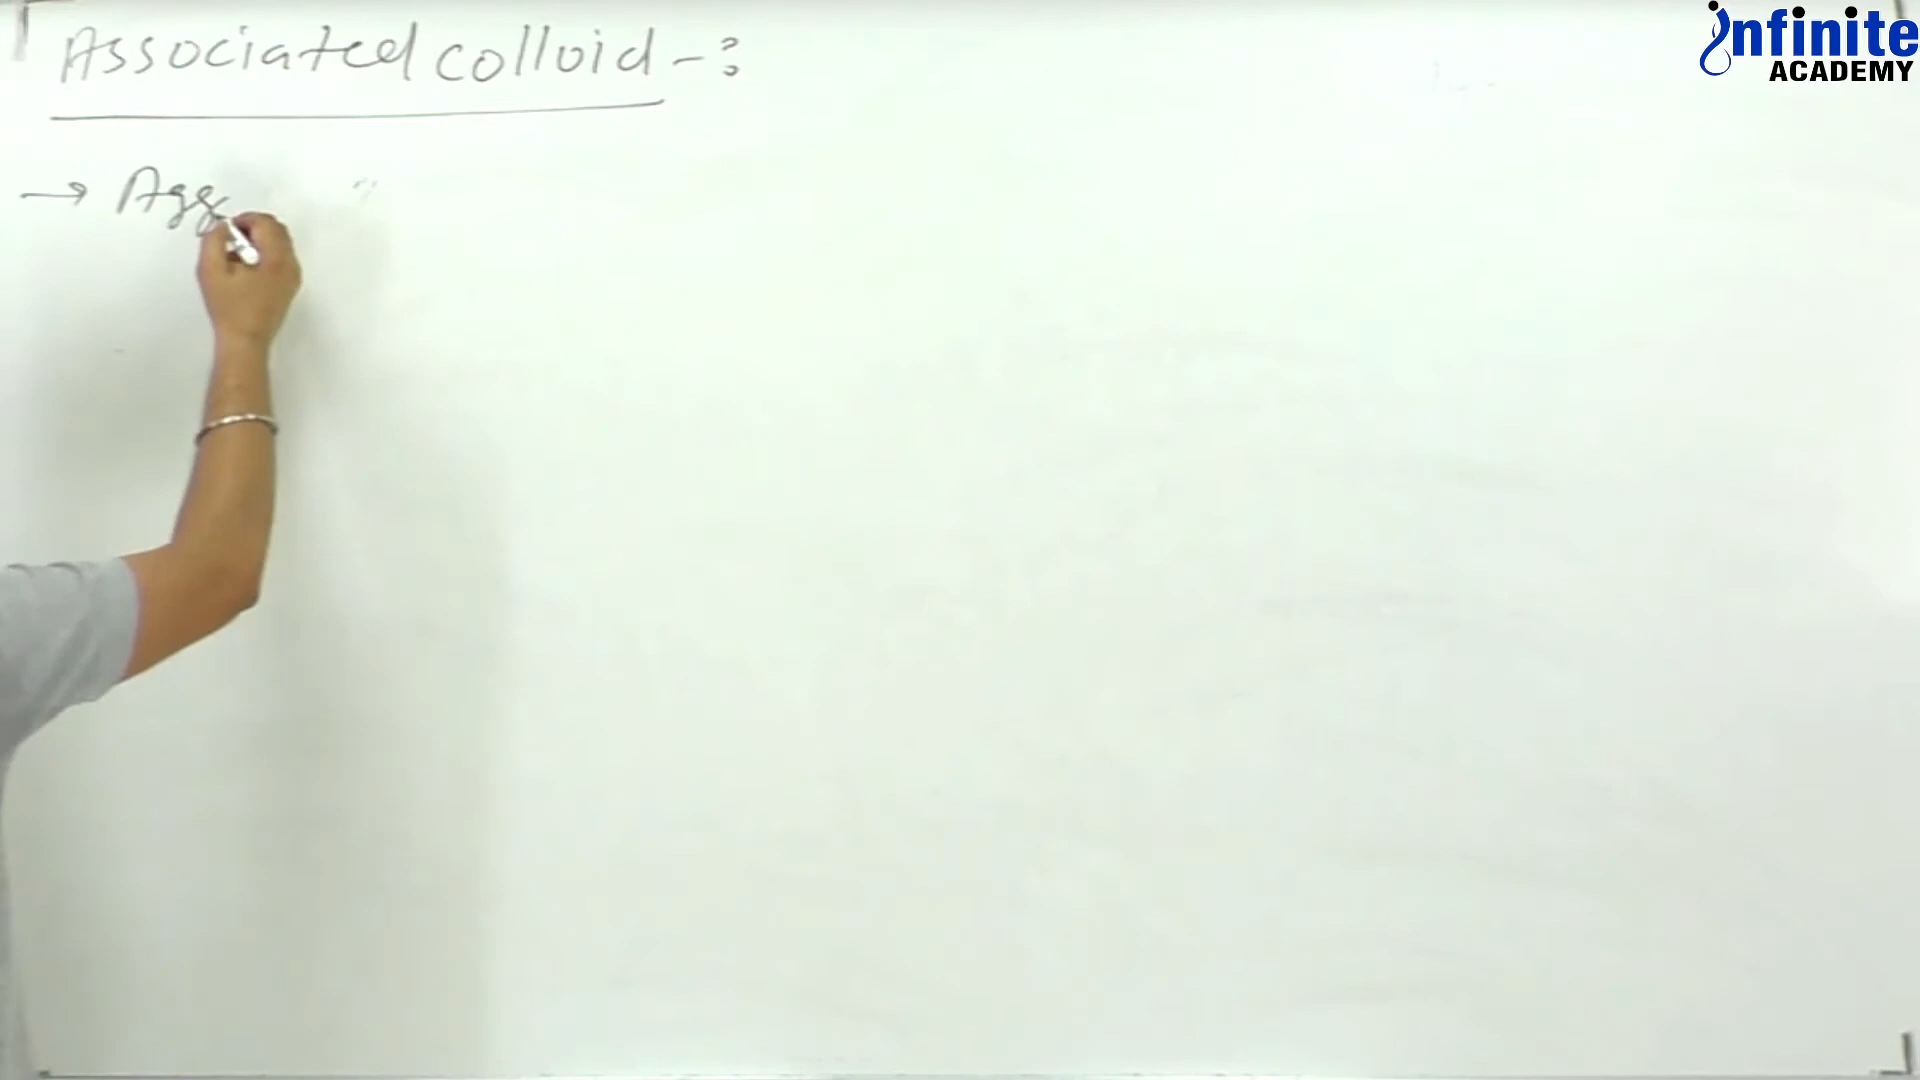 Associated colloid - :
→ Agg
infinite
ACADEMY